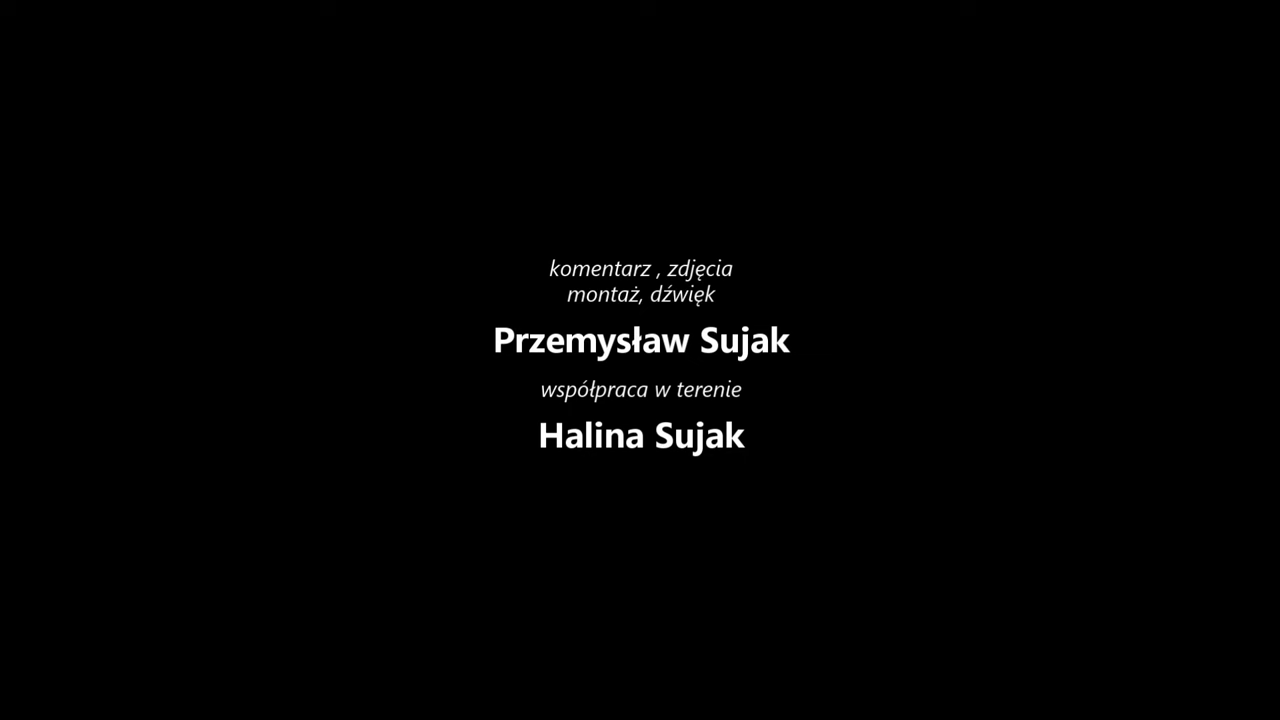 komentarz , zdjęcia
montaż, dźwięk
Przemysław Sujak
współpraca w terenie
Halina Sujak